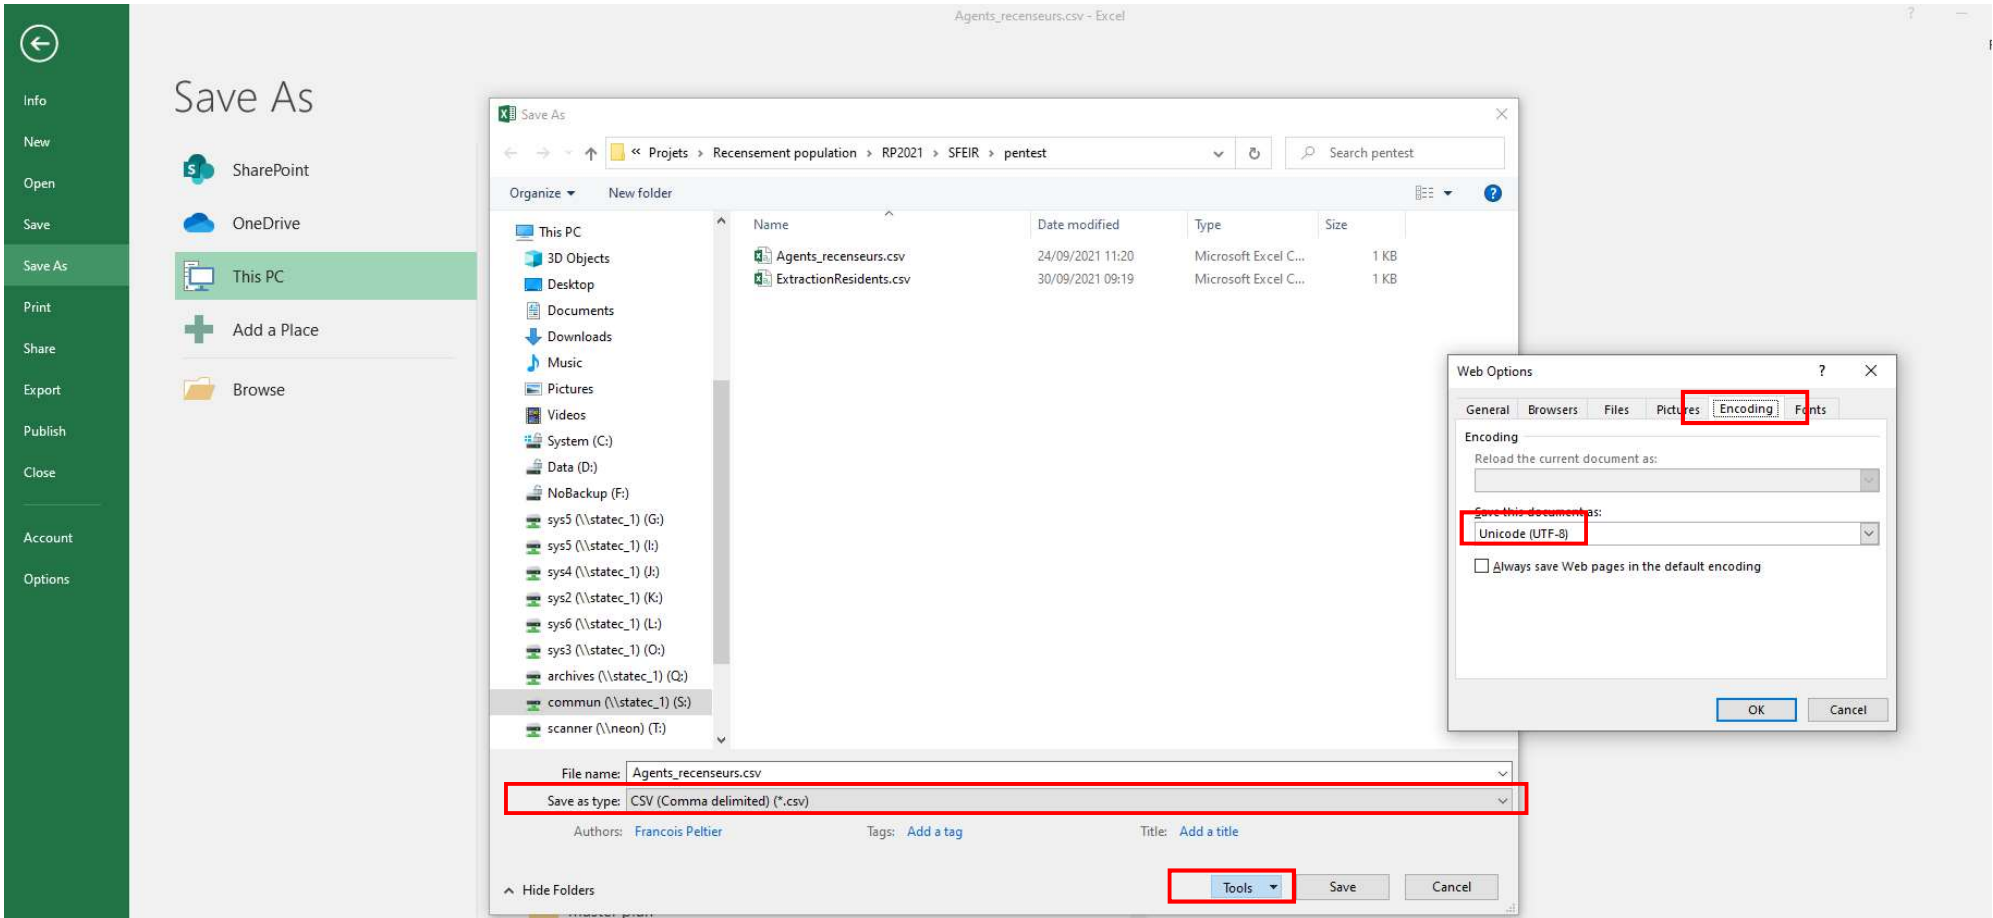 Agents_recenseurs.csv - Excel
?
Info
New
Open
Save
Save As
Print
Share
Export
Publish
Close
Account
Options
Save As
SharePoint
OneDrive
This PC
Add a Place
Browse
Save As
« Projets > Recensement population > RP2021 > SFEIR > pentest
Search pentest
Organize
New folder
?
This PC
3D Objects
Desktop
Documents
Downloads
Music
Pictures
Videos
System (C:)
Data (D:)
NoBackup (F:)
sys5 (\\statec_1) (G:)
sys5 (\\statec_1) (I:)
sys4 (\\statec_1) (J:)
sys2 (\\statec_1) (K:)
sys6 (\\statec_1) (L:)
sys3 (\\statec_1) (O:)
archives (\\statec_1) (Q:)
commun (\\statec_1) (S:)
scanner (\\neon) (T:)
Name Date modified Type Size
Agents_recenseurs.csv 24/09/2021 11:20 Microsoft Excel C... 1 KB
ExtractionResidents.csv 30/09/2021 09:19 Microsoft Excel C... 1 KB
File name: Agents_recenseurs.csv
Save as type: CSV (Comma delimited) (*.csv)
Authors: Francois Peltier Tags: Add a tag Title: Add a title
Hide Folders
Tools Save Cancel
Web Options ?
General Browsers Files Pictures Encoding Fonts
Encoding
Reload the current document as:
Save this document as:
Unicode (UTF-8)
Always save Web pages in the default encoding
OK Cancel